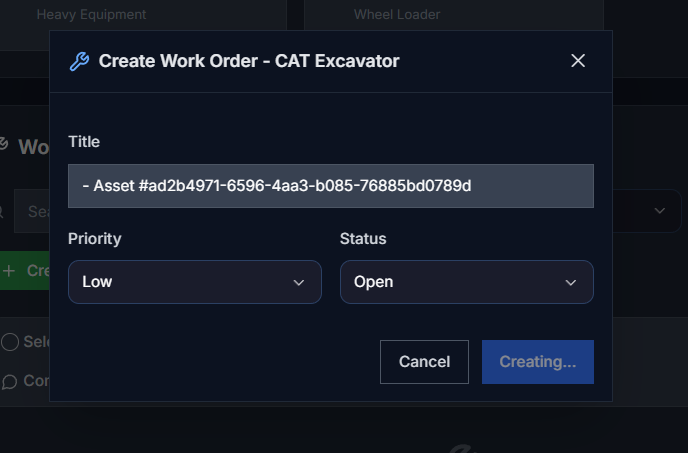 Heavy Equipment
Wheel Loader
Create Work Order - CAT Excavator
Wo
Title
- Asset #ad2b4971-6596-4aa3-b085-76885bd0789d
Sea
Priority
Status
Low
Open
+ Cre
Sele
Cancel
Creating...
Con